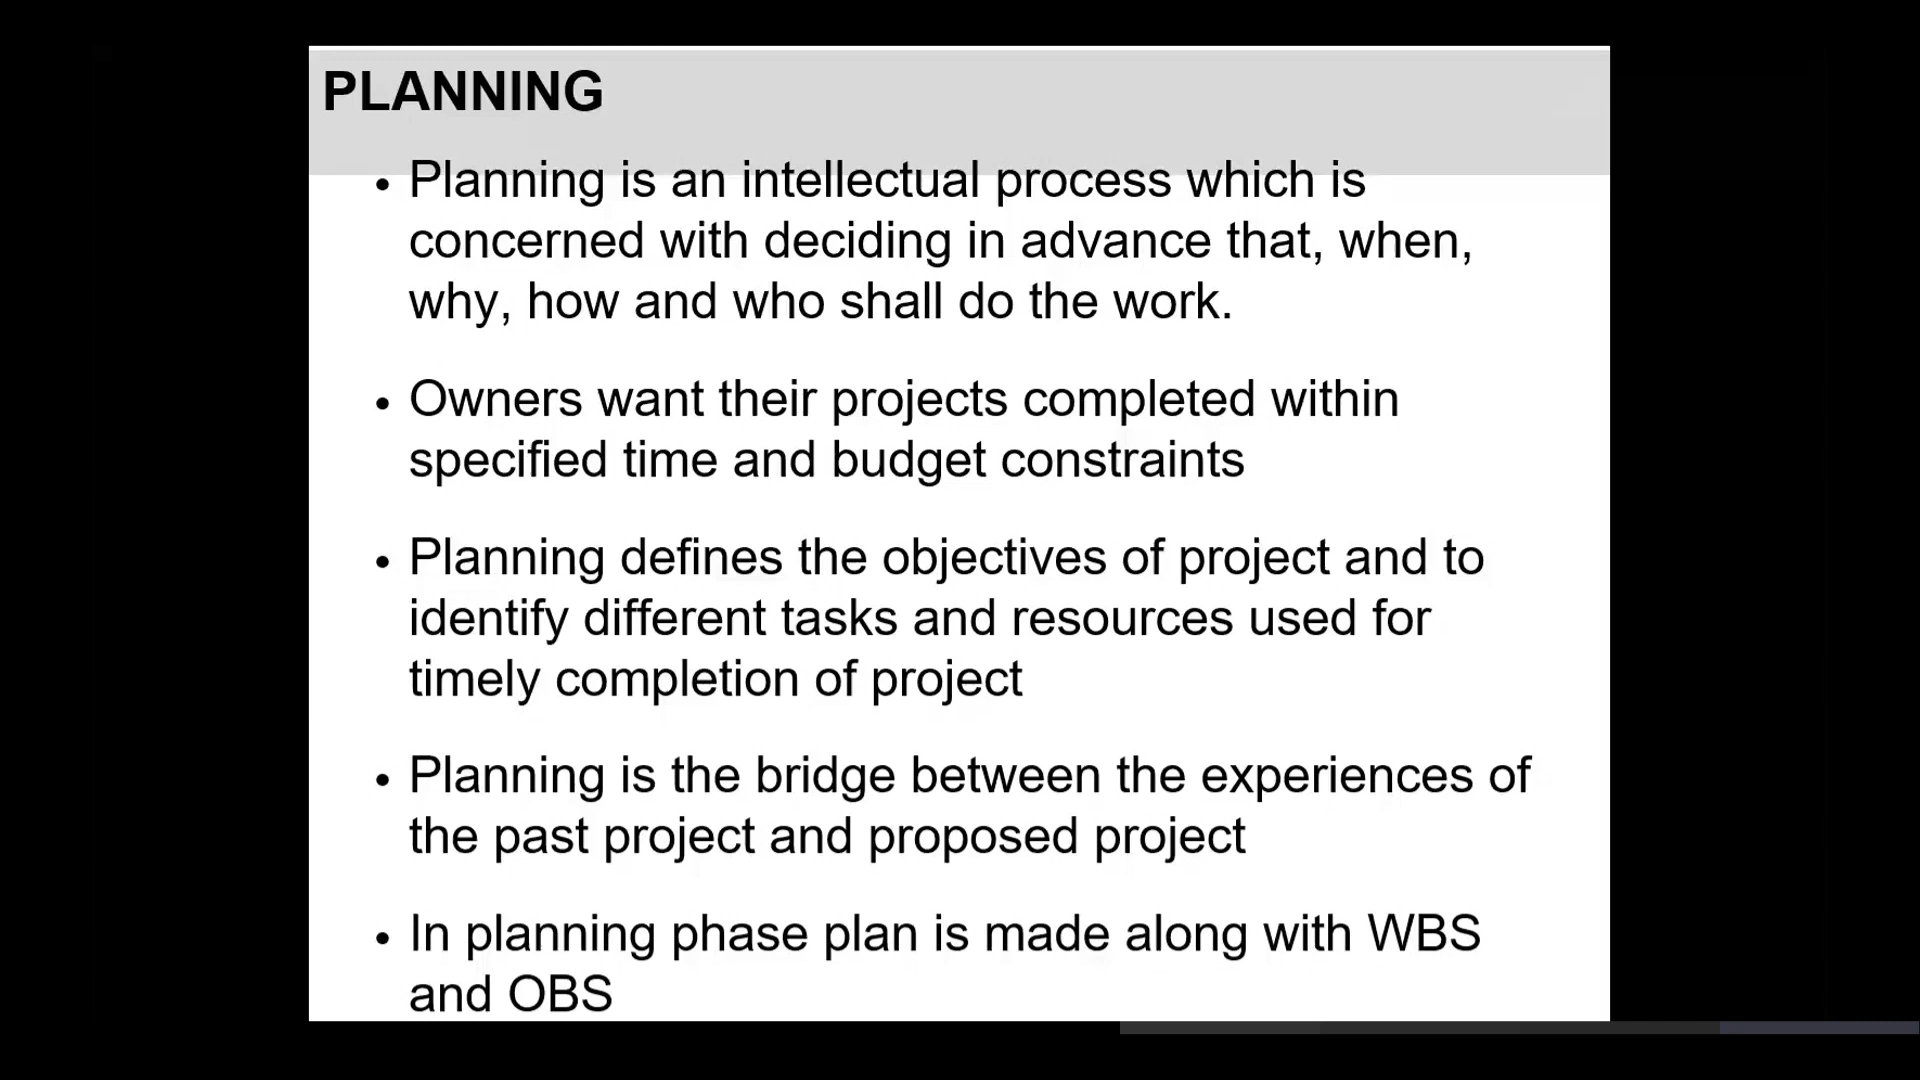 PLANNING
• Planning is an intellectual process which is
concerned with deciding in advance that, when,
why, how and who shall do the work.
• Owners want their projects completed within
specified time and budget constraints
• Planning defines the objectives of project and to
identify different tasks and resources used for
timely completion of project
• Planning is the bridge between the experiences of
the past project and proposed project
• In planning phase plan is made along with WBS
and OBS